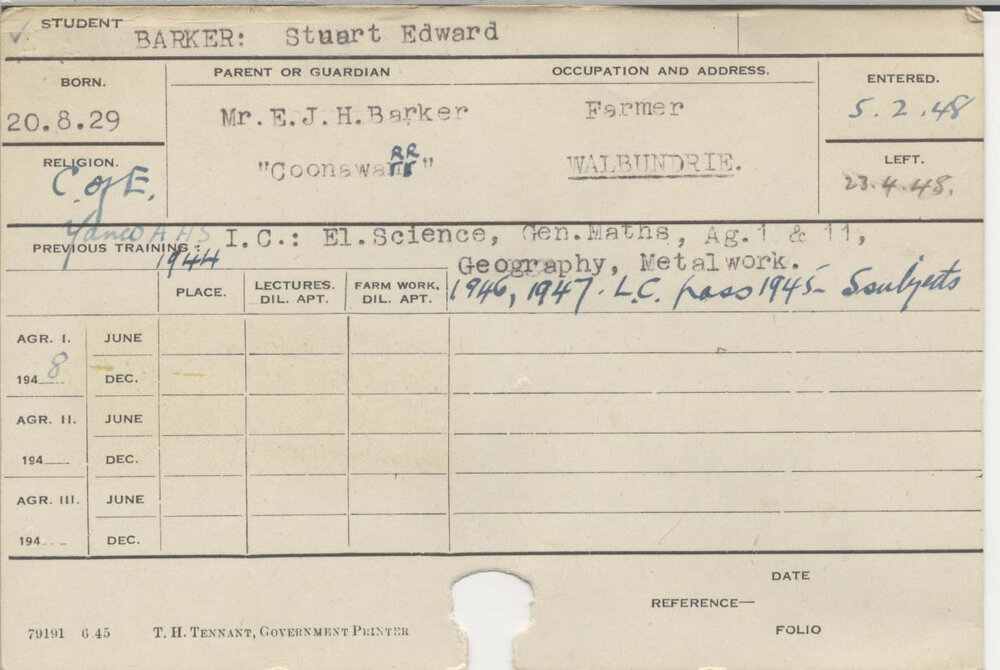 STUDENT BARKER: Stuart Edward
BORN. PARENT OR GUARDIAN OCCUPATION AND ADDRESS. ENTERED.
20.8.29 Mr.E.J.H.Barker Farmer 5.2.48
RELIGION. "Coonawarr" RR WALBUNDRIE. LEFT.
C. of E. 23.4.48.
Yanco A H S
PREVIOUS TRAINING: I.C.: El.Science, Gen.Maths, Ag.1 & 11,
1944 Geography, Metalwork.
1946, 1947. L.C. pass 1945- 5 subjects
PLACE. LECTURES. DIL. APT. FARM WORK. DIL. APT.
AGR. I. JUNE
1948 DEC.
AGR. II. JUNE
194 DEC.
AGR. III. JUNE
194 DEC.
DATE
REFERENCE—
FOLIO
79191 6.45 T. H. TENNANT, GOVERNMENT PRINTER